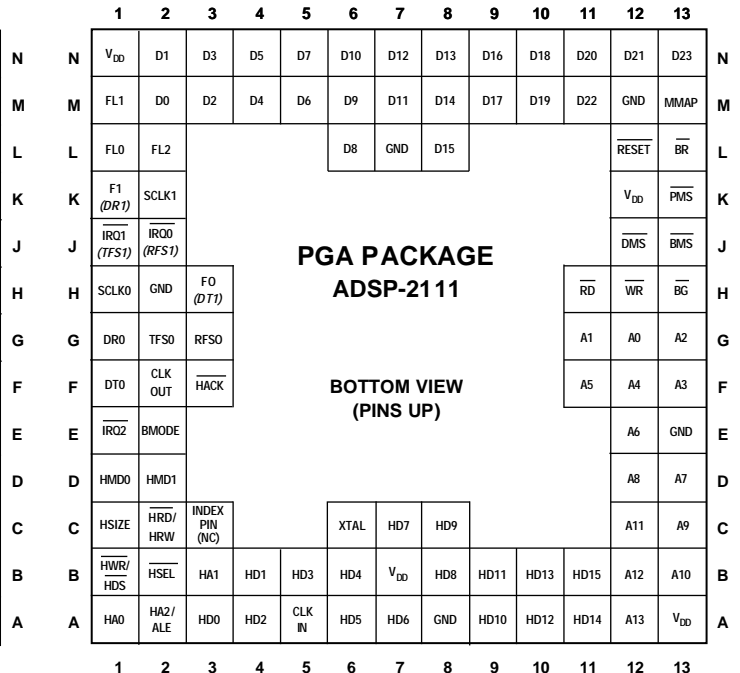 1 2 3 4 5 6 7 8 9 10 11 12 13
N N VDD D1 D3 D5 D7 D10 D12 D13 D16 D18 D20 D21 D23 N
M M FL1 D0 D2 D4 D6 D9 D11 D14 D17 D19 D22 GND MMAP M
L L FL0 FL2 D8 GND D15 RESET BR L
K K F1 (DR1) SCLK1 VDD PMS K
J J IRQ1 (TFS1) IRQ0 (RFS1) DMS BMS J
PGA PACKAGE
ADSP-2111
H H SCLK0 GND FO (DT1) RD WR BG H
G G DR0 TFS0 RFSO A1 A0 A2 G
F F DT0 CLK OUT HACK A5 A4 A3 F
BOTTOM VIEW
(PINS UP)
E E IRQ2 BMODE A6 GND E
D D HMD0 HMD1 A8 A7 D
C C HSIZE HRD/ HRW INDEX PIN (NC) XTAL HD7 HD9 A11 A9 C
B B HWR/ HDS HSEL HA1 HD1 HD3 HD4 VDD HD8 HD11 HD13 HD15 A12 A10 B
A A HA0 HA2/ ALE HD0 HD2 CLK IN HD5 HD6 GND HD10 HD12 HD14 A13 VDD A
1 2 3 4 5 6 7 8 9 10 11 12 13